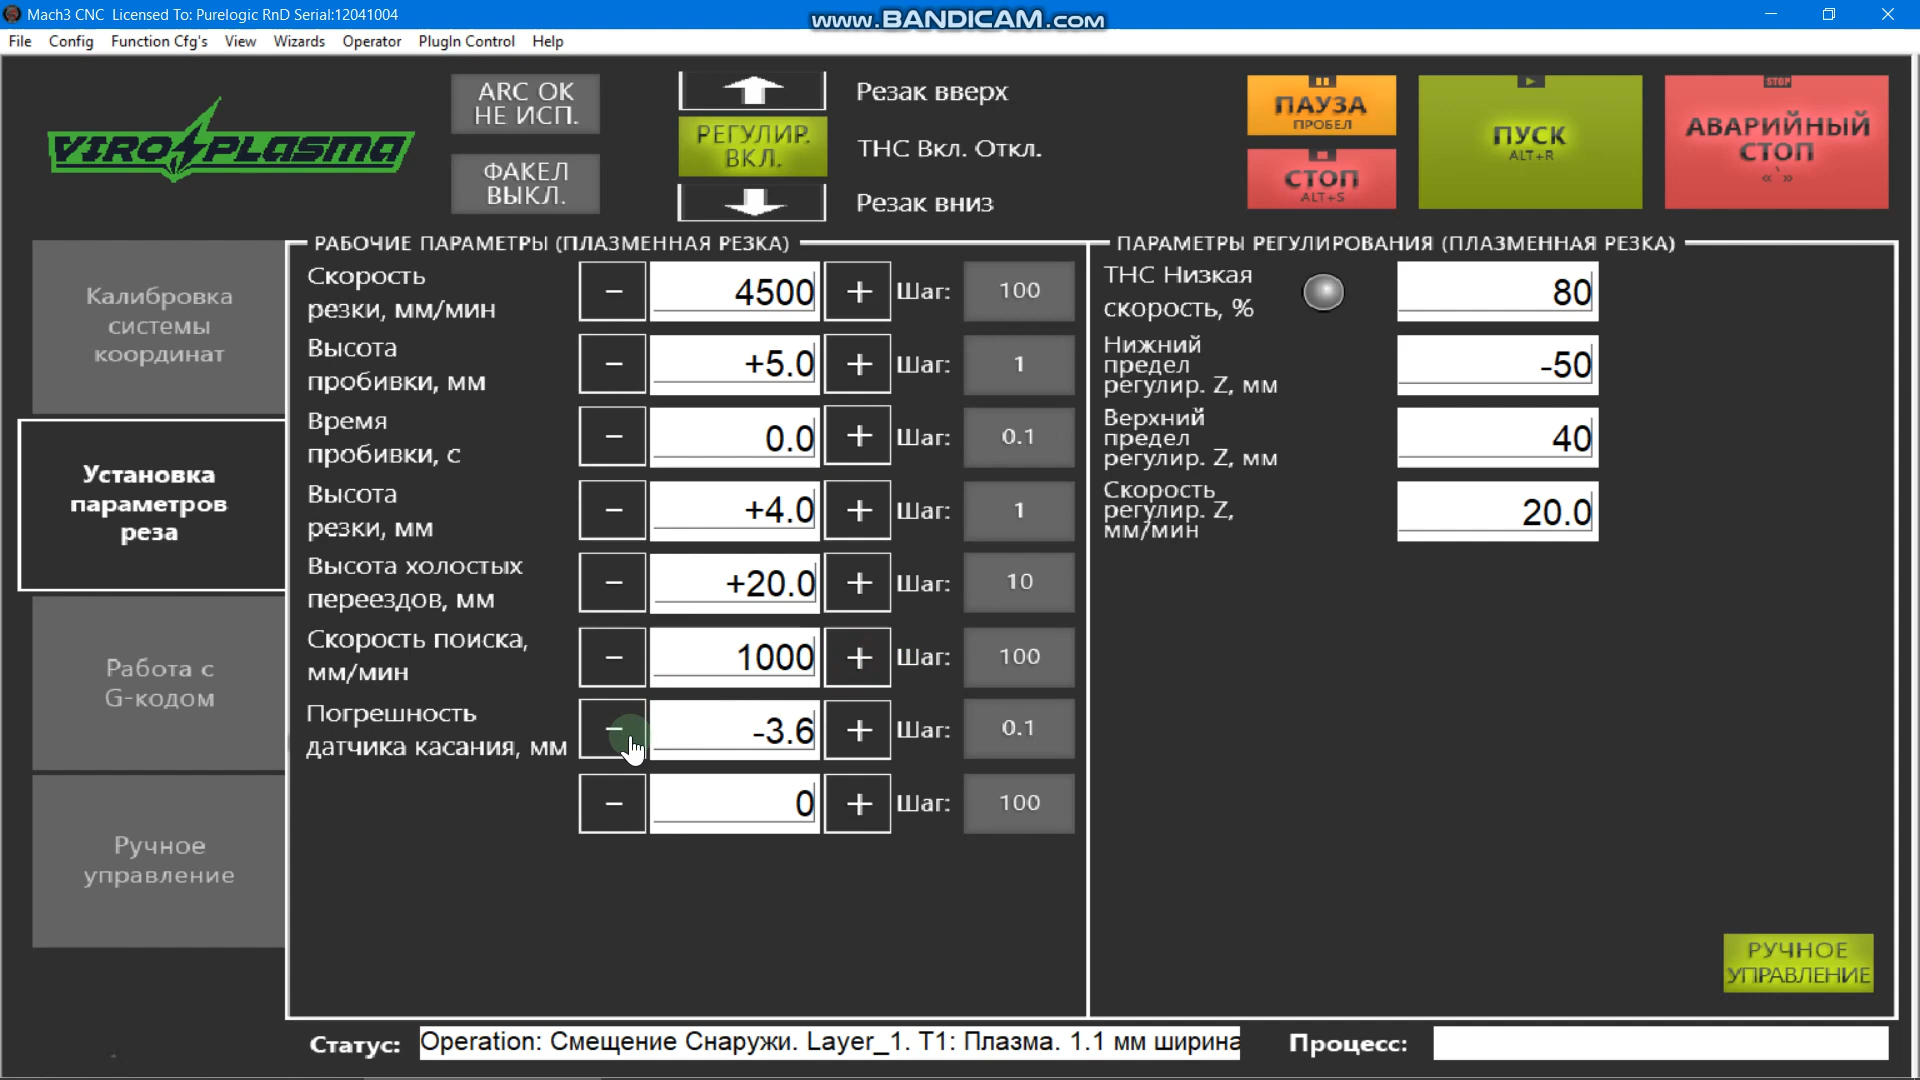 Mach3 CNC Licensed To: Purelogic RnD Serial:12041004
www.BANDICAM.com
File Config Function Cfg's View Wizards Operator PlugIn Control Help
VIRO PLASMA
ARC OK
НЕ ИСП.
ФАКЕЛ
ВЫКЛ.
Резак вверх
РЕГУЛИР.
ВКЛ.
THC Вкл. Откл.
Резак вниз
ПАУЗА
ПРОБЕЛ
STOP
СТОП
ALT+S
ПУСК
ALT+R
АВАРИЙНЫЙ
СТОП
Калибровка
системы
координат
Установка
параметров
реза
Работа с
G-кодом
Ручное
управление
РАБОЧИЕ ПАРАМЕТРЫ (ПЛАЗМЕННАЯ РЕЗКА)
Скорость
резки, мм/мин
− 4500 + Шаг: 100
Высота
пробивки, мм
− +5.0 + Шаг: 1
Время
пробивки, с
− 0.0 + Шаг: 0.1
Высота
резки, мм
− +4.0 + Шаг: 1
Высота холостых
переездов, мм
− +20.0 + Шаг: 10
Скорость поиска,
мм/мин
− 1000 + Шаг: 100
Погрешность
датчика касания, мм
− -3.6 + Шаг: 0.1
− 0 + Шаг: 100
ПАРАМЕТРЫ РЕГУЛИРОВАНИЯ (ПЛАЗМЕННАЯ РЕЗКА)
THC Низкая
скорость, %
80
Нижний
предел
регулир. Z, мм
-50
Верхний
предел
регулир. Z, мм
40
Скорость
регулир. Z,
мм/мин
20.0
РУЧНОЕ
УПРАВЛЕНИЕ
Статус: Operation: Смещение Снаружи. Layer_1. T1: Плазма. 1.1 мм ширина
Процесс: